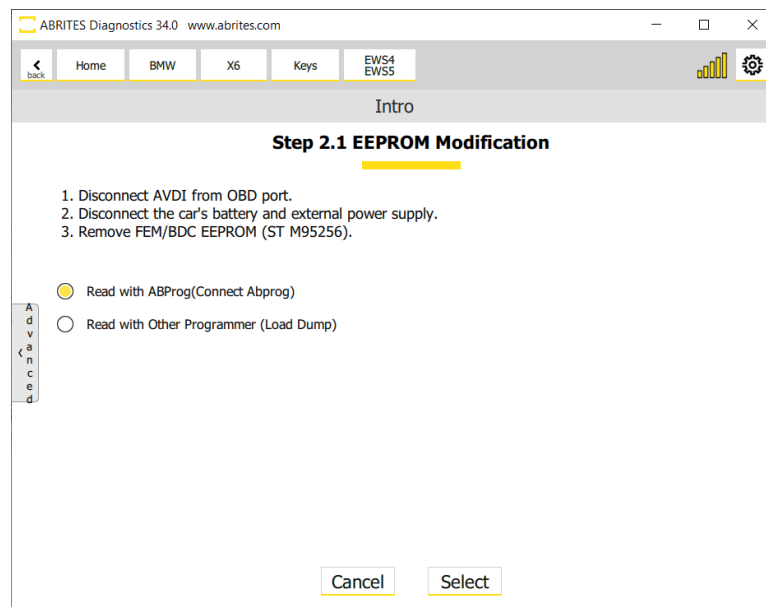 ABRITES Diagnostics 34.0 www.abrites.com
back
Home
BMW
X6
Keys
EWS4
EWS5
Intro
Step 2.1 EEPROM Modification
1. Disconnect AVDI from OBD port.
2. Disconnect the car's battery and external power supply.
3. Remove FEM/BDC EEPROM (ST M95256).
Read with ABProg(Connect Abprog)
Read with Other Programmer (Load Dump)
Advanced
Cancel
Select